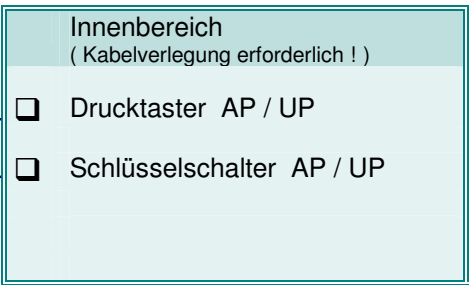 Innenbereich
( Kabelverlegung erforderlich ! )
❑ Drucktaster AP / UP
❑ Schlüsselschalter AP / UP